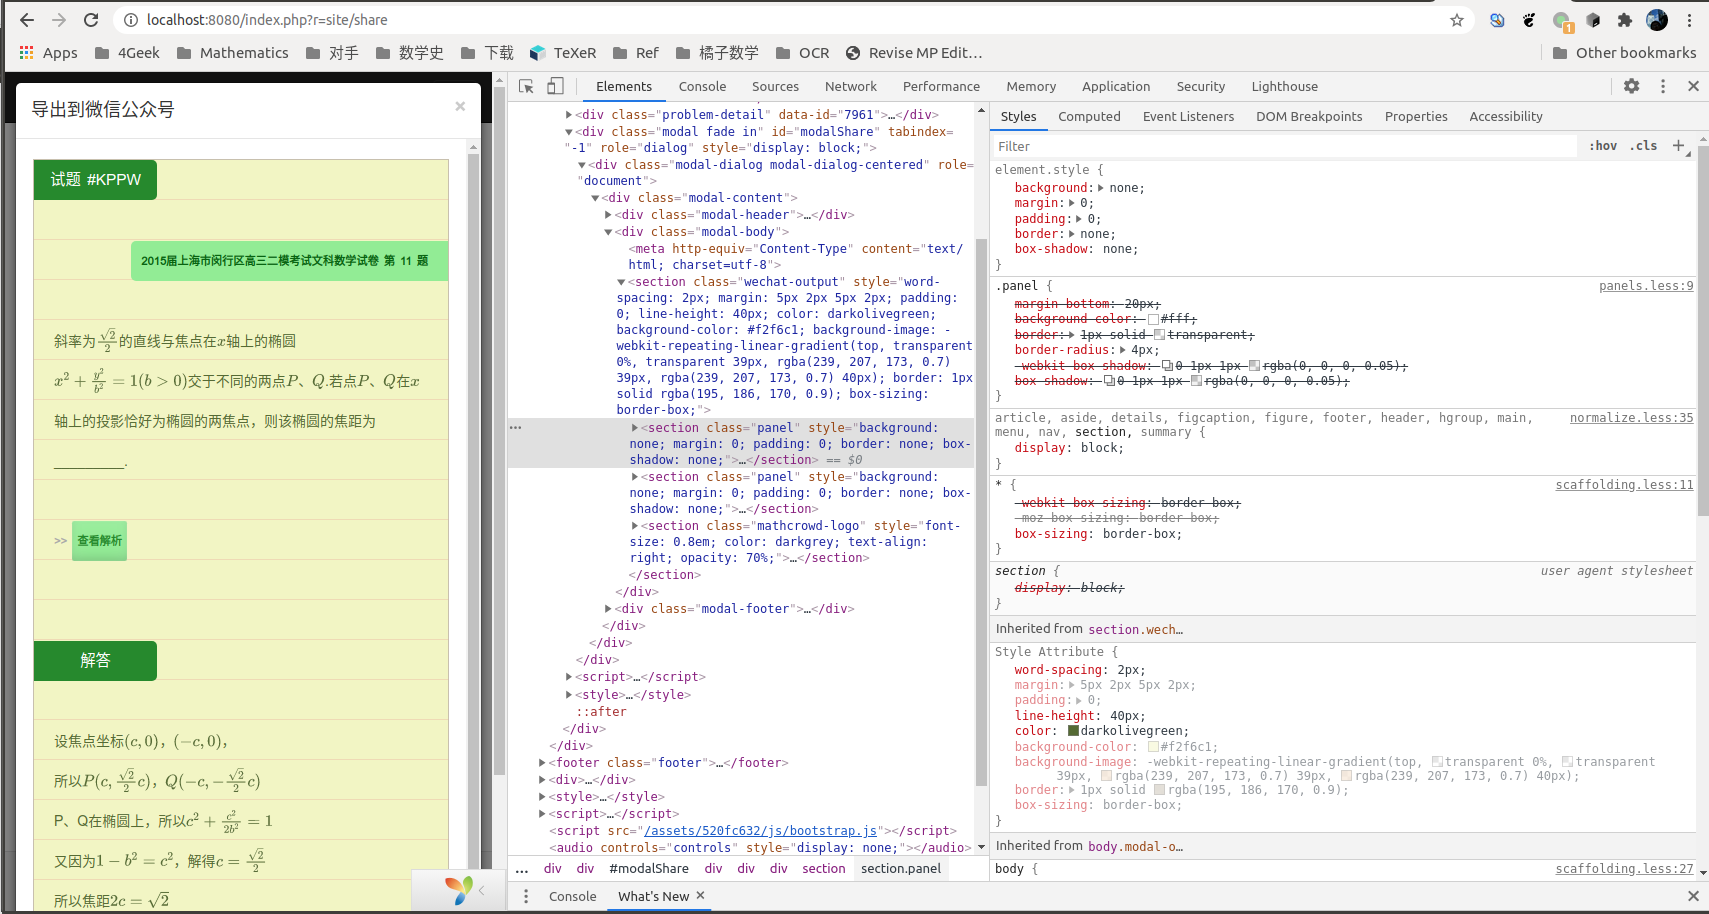 localhost:8080/index.php?r=site/share
Apps 4Geek Mathematics 对手 数学史 下载 TeXeR Ref 橘子数学 OCR Revise MP Edit… Other bookmarks
导出到微信公众号 ×
试题 #KPPW
2015届上海市闵行区高三二模考试文科数学试卷 第 11 题
斜率为√2/2的直线与焦点在x轴上的椭圆
x² + y²/b² = 1(b > 0)交于不同的两点P、Q.若点P、Q在x
轴上的投影恰好为椭圆的两焦点，则该椭圆的焦距为
__________.
>> 查看解析
解答
设焦点坐标(c, 0)，(−c, 0)，
所以P(c, √2/2 c)，Q(−c, −√2/2 c)
P、Q在椭圆上，所以c² + c²/2b² = 1
又因为1 − b² = c²，解得c = √2/2
所以焦距2c = √2
Elements Console Sources Network Performance Memory Application Security Lighthouse
▶<div class="problem-detail" data-id="7961">…</div>
▼<div class="modal fade in" id="modalShare" tabindex=
"-1" role="dialog" style="display: block;">
▼<div class="modal-dialog modal-dialog-centered" role=
"document">
▼<div class="modal-content">
▶<div class="modal-header">…</div>
▼<div class="modal-body">
<meta http-equiv="Content-Type" content="text/
html; charset=utf-8">
▼<section class="wechat-output" style="word-
spacing: 2px; margin: 5px 2px 5px 2px; padding:
0; line-height: 40px; color: darkolivegreen;
background-color: #f2f6c1; background-image: -
webkit-repeating-linear-gradient(top, transparent
0%, transparent 39px, rgba(239, 207, 173, 0.7)
39px, rgba(239, 207, 173, 0.7) 40px); border: 1px
solid rgba(195, 186, 170, 0.9); box-sizing:
border-box;">
… ▶<section class="panel" style="background:
none; margin: 0; padding: 0; border: none; box-
shadow: none;">…</section> == $0
▶<section class="panel" style="background:
none; margin: 0; padding: 0; border: none; box-
shadow: none;">…</section>
▶<section class="mathcrowd-logo" style="font-
size: 0.8em; color: darkgrey; text-align:
right; opacity: 70%;">…</section>
</section>
</div>
▶<div class="modal-footer">…</div>
</div>
</div>
</div>
▶<script>…</script>
▶<style>…</style>
::after
</div>
</div>
▶<footer class="footer">…</footer>
▶<div>…</div>
▶<style>…</style>
▶<script>…</script>
<script src="/assets/520fc632/js/bootstrap.js"></script>
<audio controls="controls" style="display: none;"></audio>
… div div #modalShare div div div section section.panel
Styles Computed Event Listeners DOM Breakpoints Properties Accessibility
Filter :hov .cls +
element.style {
background: none;
margin: 0;
padding: 0;
border: none;
box-shadow: none;
}
.panel { panels.less:9
margin-bottom: 20px;
background-color: #fff;
border: 1px solid transparent;
border-radius: 4px;
-webkit-box-shadow: 0 1px 1px rgba(0, 0, 0, 0.05);
box-shadow: 0 1px 1px rgba(0, 0, 0, 0.05);
}
article, aside, details, figcaption, figure, footer, header, hgroup, main, normalize.less:35
menu, nav, section, summary {
display: block;
}
* { scaffolding.less:11
-webkit-box-sizing: border-box;
-moz-box-sizing: border-box;
box-sizing: border-box;
}
section { user agent stylesheet
display: block;
}
Inherited from section.wech…
Style Attribute {
word-spacing: 2px;
margin: 5px 2px 5px 2px;
padding: 0;
line-height: 40px;
color: darkolivegreen;
background-color: #f2f6c1;
background-image: -webkit-repeating-linear-gradient(top, transparent 0%, transparent
39px, rgba(239, 207, 173, 0.7) 39px, rgba(239, 207, 173, 0.7) 40px);
border: 1px solid rgba(195, 186, 170, 0.9);
box-sizing: border-box;
}
Inherited from body.modal-o…
body { scaffolding.less:27
Console What's New ×